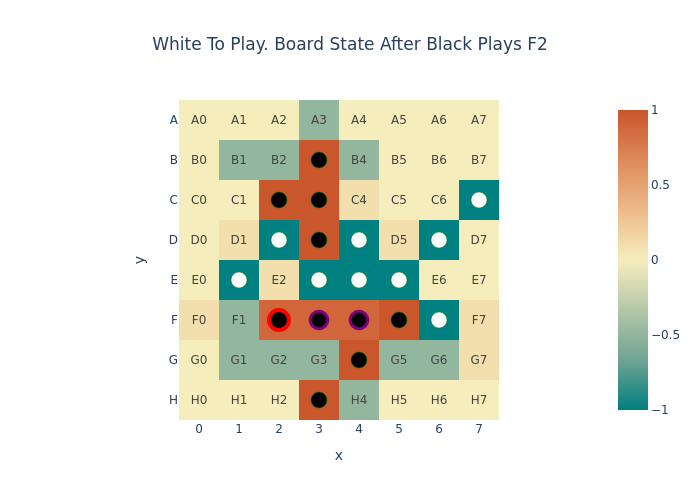 White To Play. Board State After Black Plays F2
A A0 A1 A2 A3 A4 A5 A6 A7
B B0 B1 B2 B4 B5 B6 B7
C C0 C1 C4 C5 C6
D D0 D1 D5 D7
E E0 E2 E6 E7
F F0 F1 F7
G G0 G1 G2 G3 G5 G6 G7
H H0 H1 H2 H4 H5 H6 H7
0 1 2 3 4 5 6 7
x
y
1
0.5
0
−0.5
−1